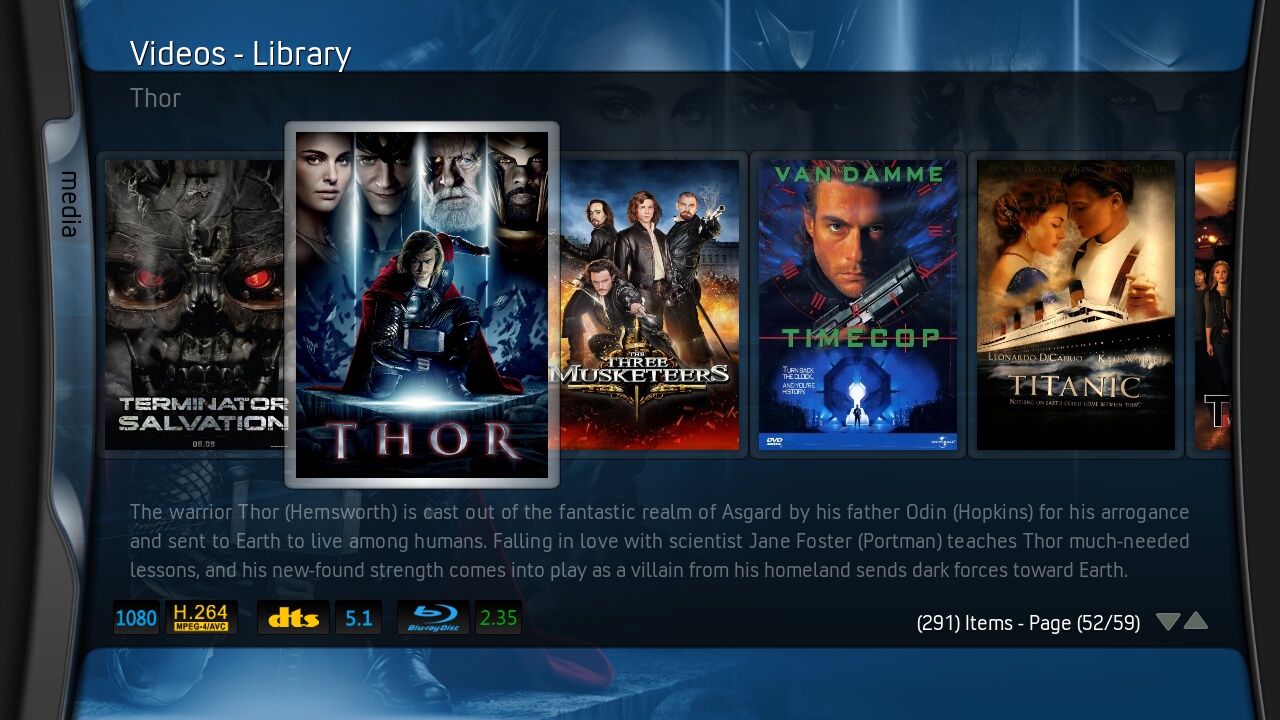 Videos - Library
Thor
media
TERMINATOR
SALVATION
THOR
THE
THREE
MUSKETEERS
VAN DAMME
TIMECOP
TURN BACK
THE CLOCK.
AND YOU'RE
HISTORY.
DVD
UNIVERSAL
LEONARDO DICAPRIO KATE WINSLET
TITANIC
NOTHING ON EARTH COULD COME BETWEEN THEM.
T
The warrior Thor (Hemsworth) is cast out of the fantastic realm of Asgard by his father Odin (Hopkins) for his arrogance
and sent to Earth to live among humans. Falling in love with scientist Jane Foster (Portman) teaches Thor much-needed
lessons, and his new-found strength comes into play as a villain from his homeland sends dark forces toward Earth.
1080 H.264 MPEG-4/AVC dts 5.1 Blu-ray Disc 2.35
(291) Items - Page (52/59)